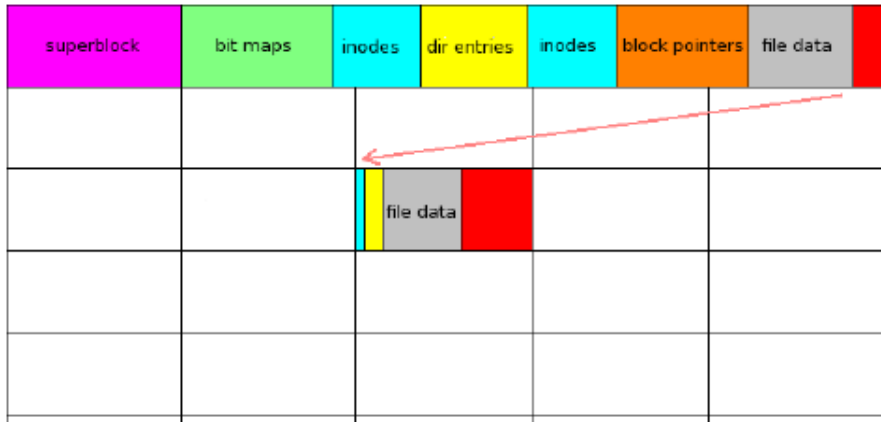 superblock bit maps inodes dir entries inodes block pointers file data
file data